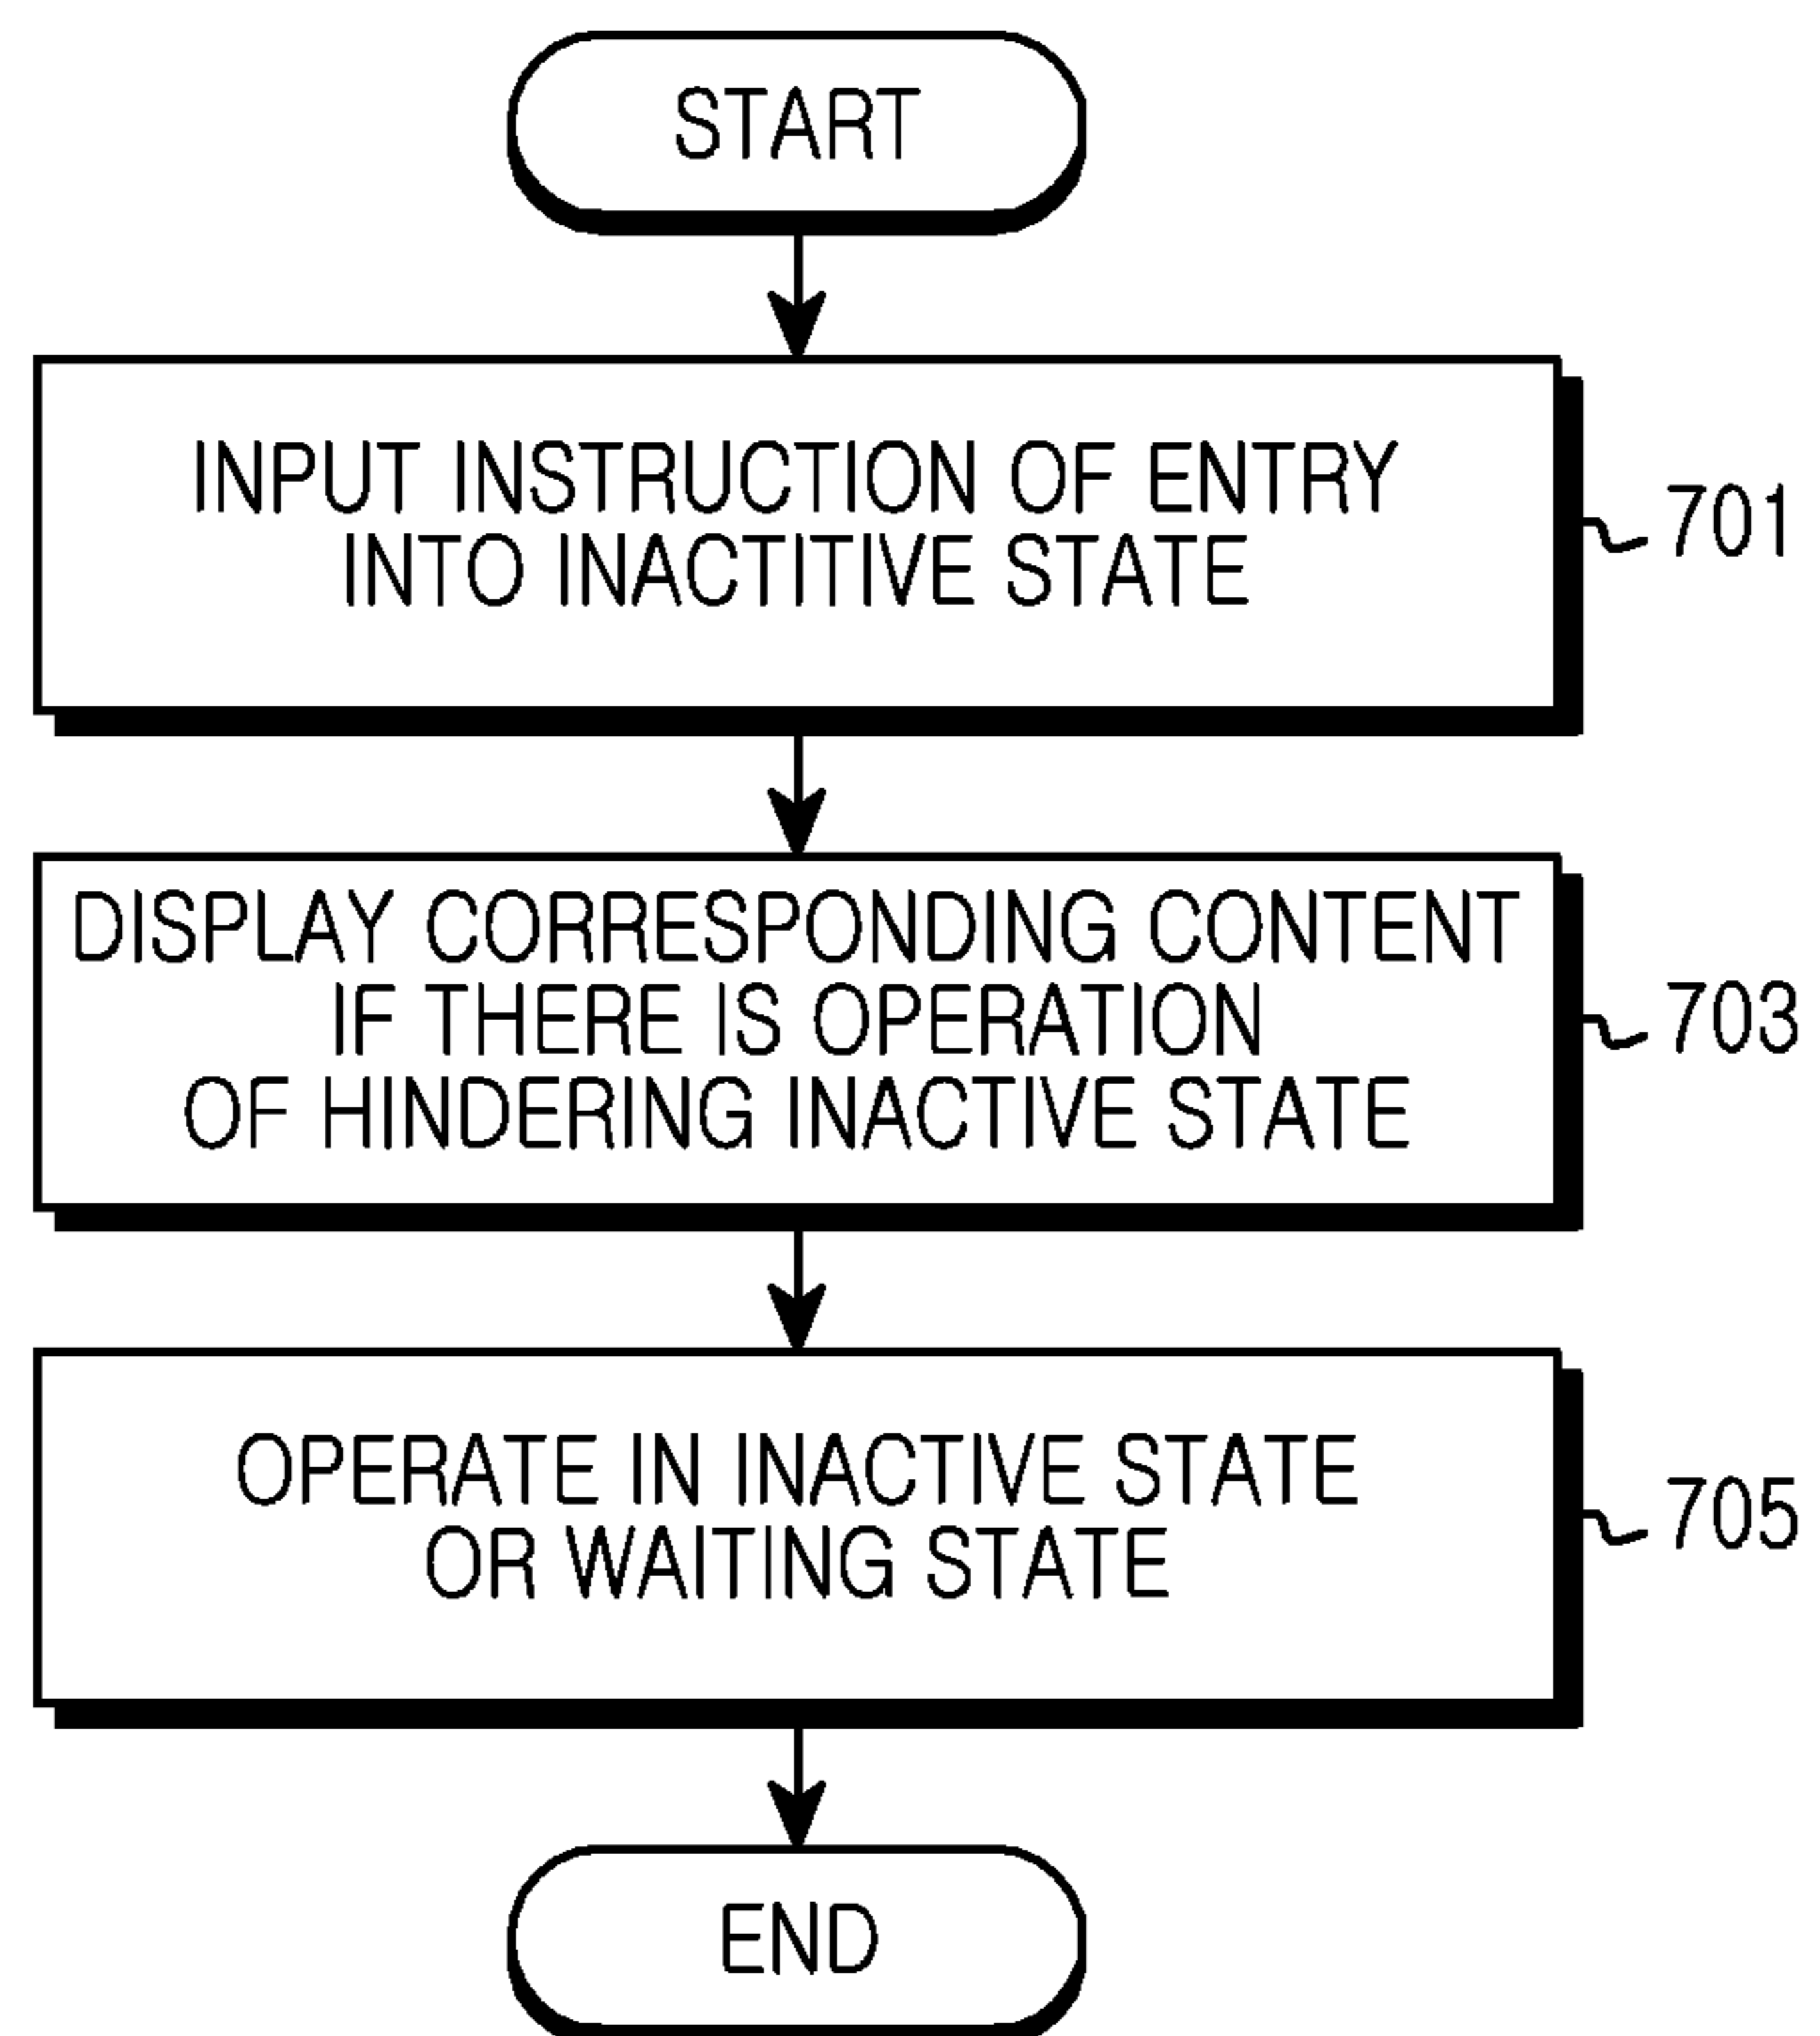 START
INPUT INSTRUCTION OF ENTRY
INTO INACTITIVE STATE
701
DISPLAY CORRESPONDING CONTENT
IF THERE IS OPERATION
OF HINDERING INACTIVE STATE
703
OPERATE IN INACTIVE STATE
OR WAITING STATE
705
END